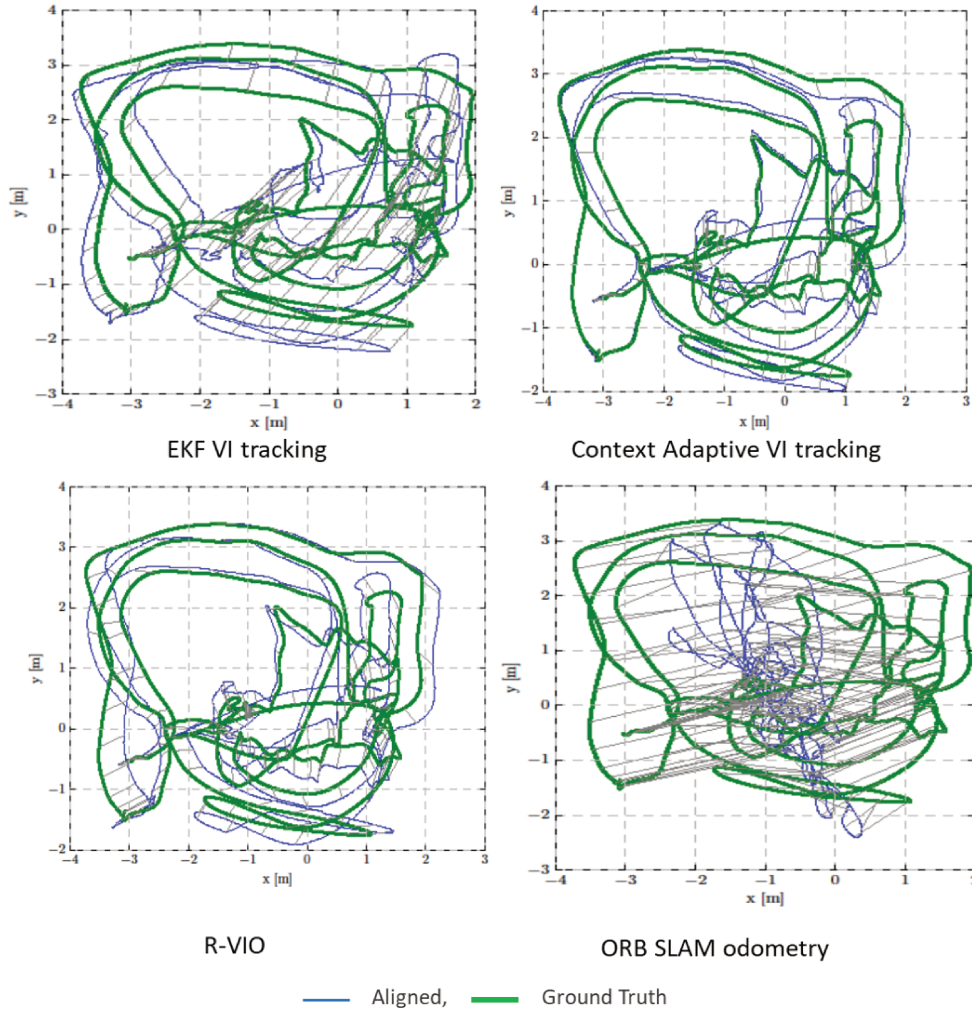 4
3
2
1
0
−1
−2
−3
y [m]
−4 −3 −2 −1 0 1 2
x [m]
EKF VI tracking
4
3
2
1
0
−1
−2
y [m]
−4 −3 −2 −1 0 1 2 3
x [m]
Context Adaptive VI tracking
4
3
2
1
0
−1
−2
y [m]
−4 −3 −2 −1 0 1 2 3
x [m]
R-VIO
4
3
2
1
0
−1
−2
−3
y [m]
−4 −3 −2 −1 0 1 2
x [m]
ORB SLAM odometry
Aligned, Ground Truth